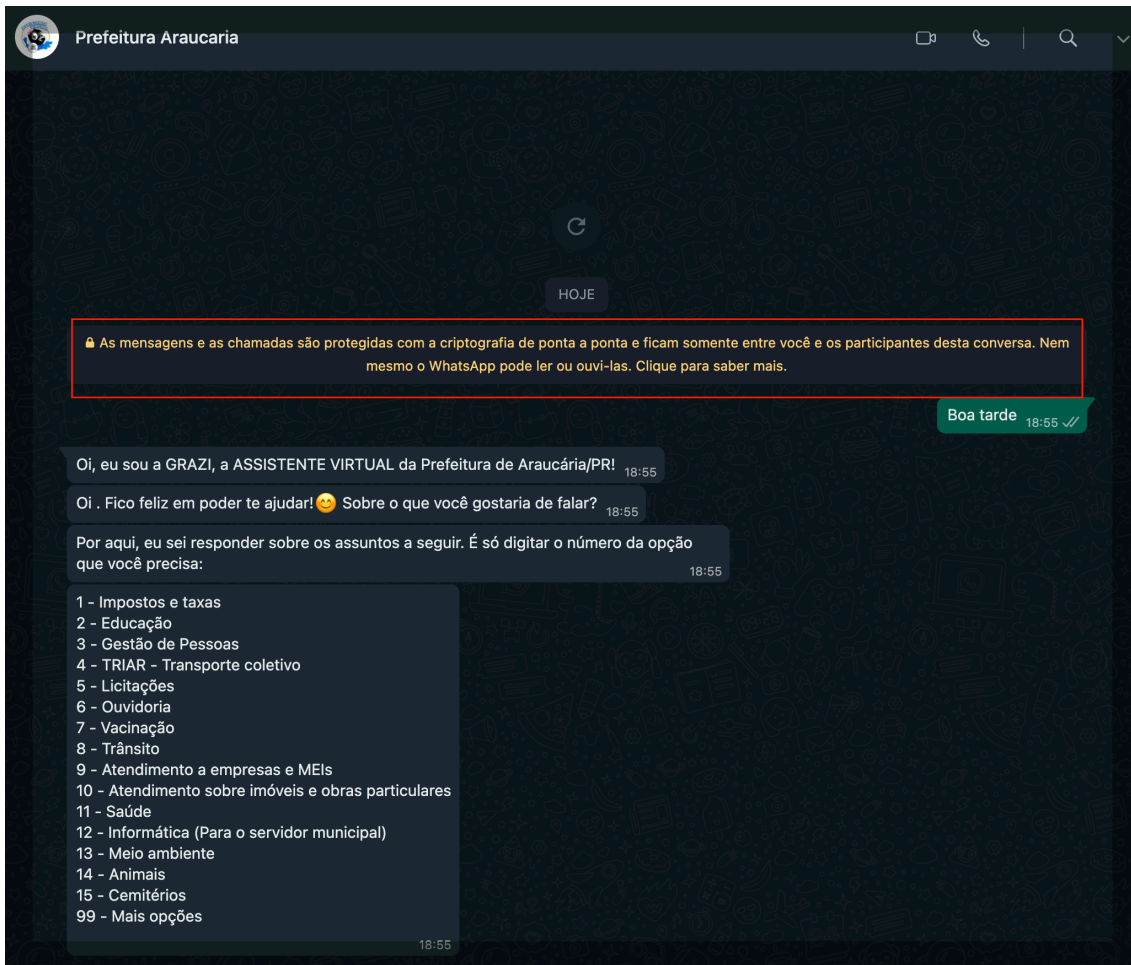 Prefeitura Araucaria
HOJE
As mensagens e as chamadas são protegidas com a criptografia de ponta a ponta e ficam somente entre você e os participantes desta conversa. Nem
mesmo o WhatsApp pode ler ou ouvi-las. Clique para saber mais.
Boa tarde 18:55
Oi, eu sou a GRAZI, a ASSISTENTE VIRTUAL da Prefeitura de Araucária/PR! 18:55
Oi . Fico feliz em poder te ajudar!😊 Sobre o que você gostaria de falar? 18:55
Por aqui, eu sei responder sobre os assuntos a seguir. É só digitar o número da opção
que você precisa:
18:55
1 - Impostos e taxas
2 - Educação
3 - Gestão de Pessoas
4 - TRIAR - Transporte coletivo
5 - Licitações
6 - Ouvidoria
7 - Vacinação
8 - Trânsito
9 - Atendimento a empresas e MEIs
10 - Atendimento sobre imóveis e obras particulares
11 - Saúde
12 - Informática (Para o servidor municipal)
13 - Meio ambiente
14 - Animais
15 - Cemitérios
99 - Mais opções
18:55